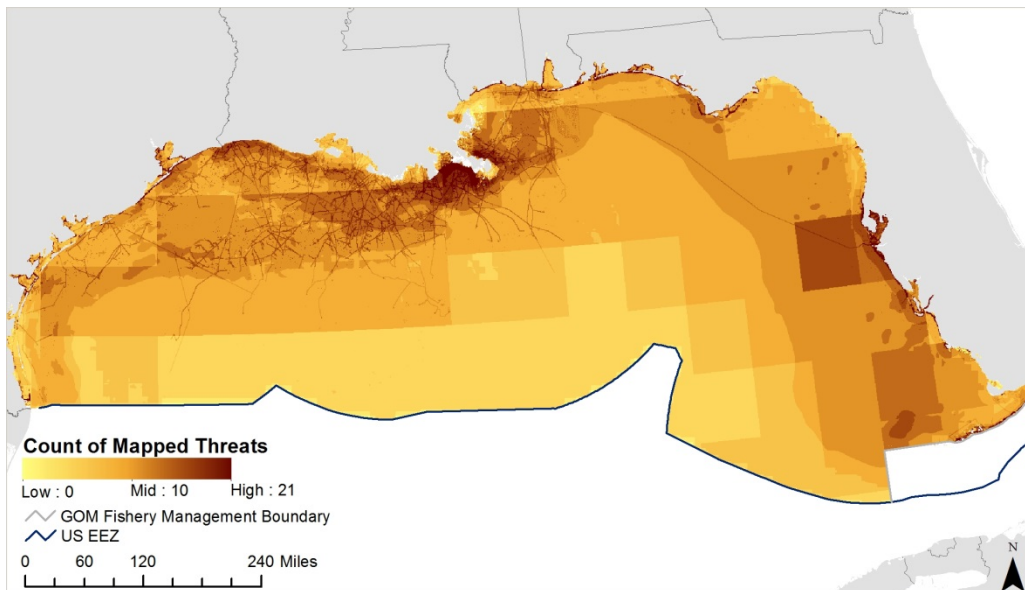 Count of Mapped Threats
Low : 0 Mid : 10 High : 21
GOM Fishery Management Boundary
US EEZ
0 60 120 240 Miles
N